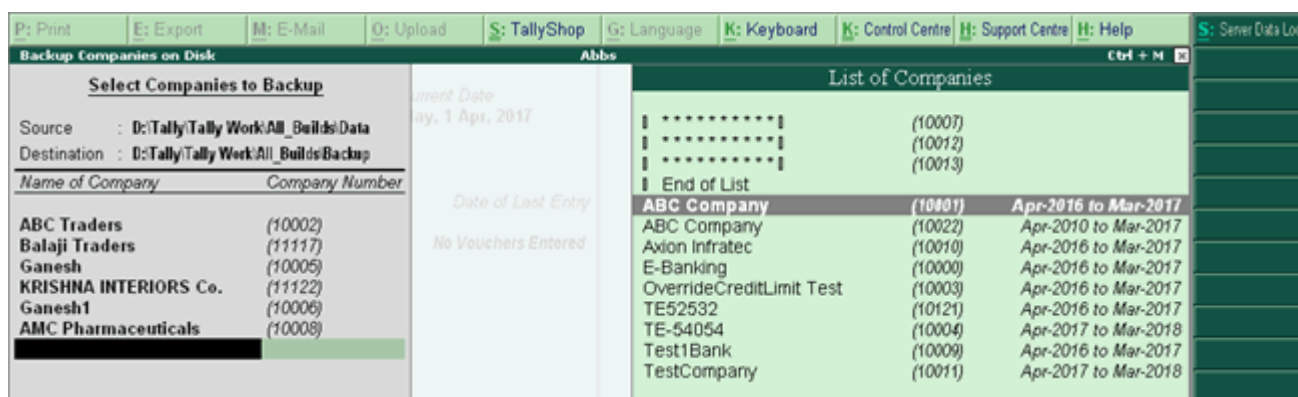 P: Print E: Export M: E-Mail O: Upload S: TallyShop G: Language K: Keyboard K: Control Centre H: Support Centre H: Help S: Server Data
Backup Companies on Disk Abbs Ctrl + M
Select Companies to Backup
Source : D:\Tally\Tally Work\All_Builds\Data
Destination : D:\Tally\Tally Work\All_Builds\Backup
Name of Company Company Number
ABC Traders (10002)
Balaji Traders (11117)
Ganesh (10005)
KRISHNA INTERIORS Co. (11122)
Ganesh1 (10006)
AMC Pharmaceuticals (10008)
Current Date
1 Apr, 2017
Date of Last Entry
No Vouchers Entered
List of Companies
* * * * * * * * * * (10007)
* * * * * * * * * * (10012)
* * * * * * * * * * (10013)
End of List
ABC Company (10001) Apr-2016 to Mar-2017
ABC Company (10022) Apr-2010 to Mar-2017
Axion Infratec (10010) Apr-2016 to Mar-2017
E-Banking (10000) Apr-2016 to Mar-2017
OverrideCreditLimit Test (10003) Apr-2016 to Mar-2017
TE52532 (10121) Apr-2016 to Mar-2017
TE-54054 (10004) Apr-2017 to Mar-2018
Test1Bank (10009) Apr-2016 to Mar-2017
TestCompany (10011) Apr-2017 to Mar-2018